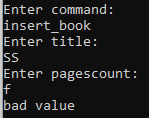 Enter command:
insert_book
Enter title:
SS
Enter pagescount:
f
bad value